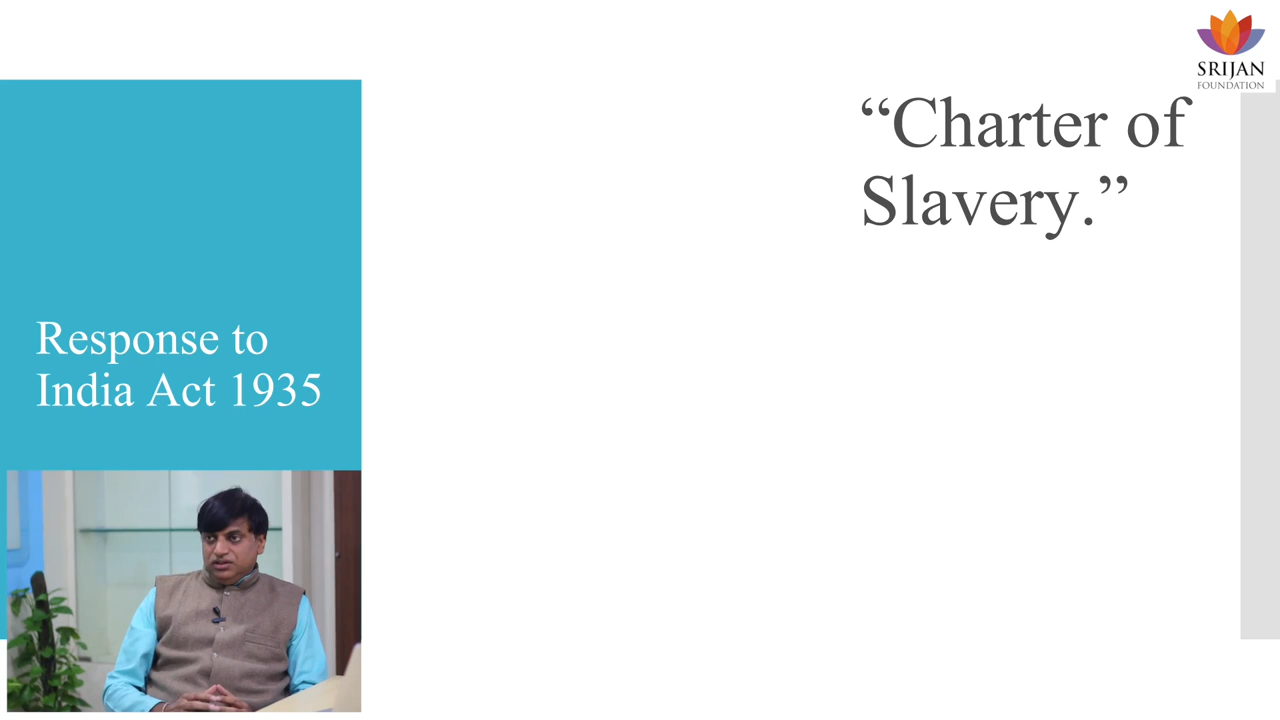 SRIJAN
FOUNDATION
“Charter of
Slavery.”
Response to
India Act 1935